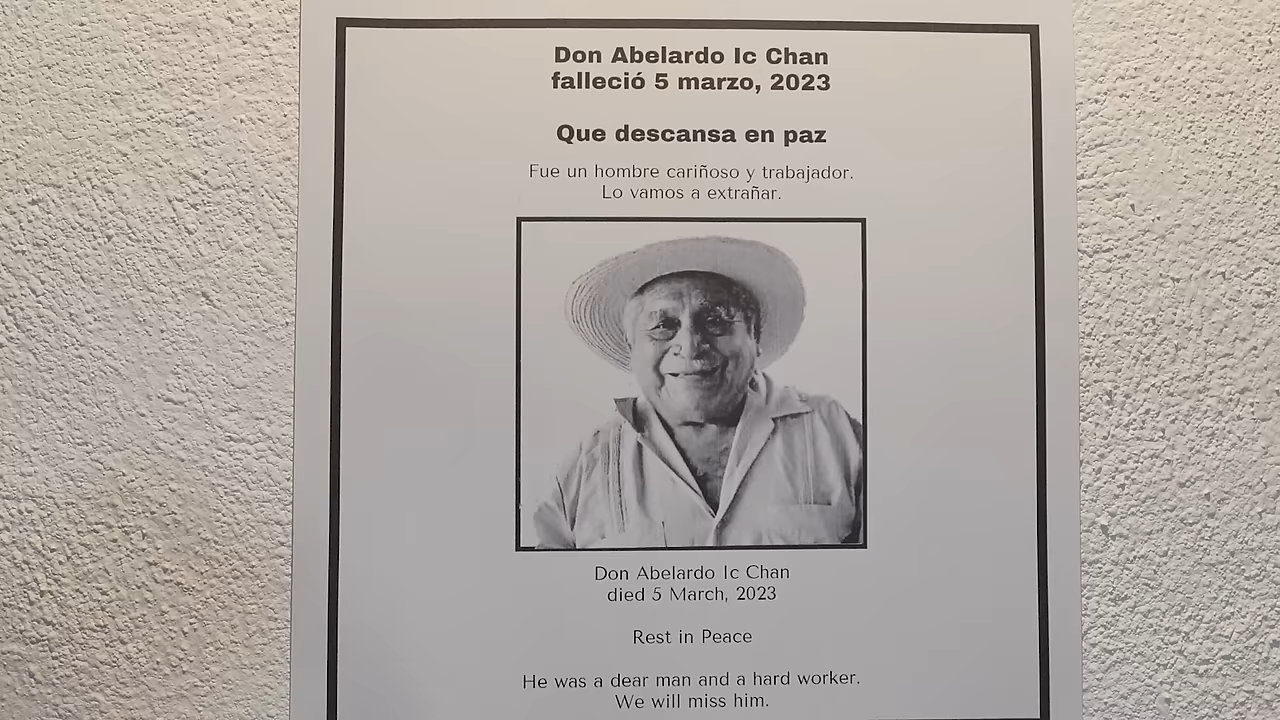 Don Abelardo Ic Chan
falleció 5 marzo, 2023
Que descansa en paz
Fue un hombre cariñoso y trabajador.
Lo vamos a extrañar.
Don Abelardo Ic Chan
died 5 March, 2023
Rest in Peace
He was a dear man and a hard worker.
We will miss him.